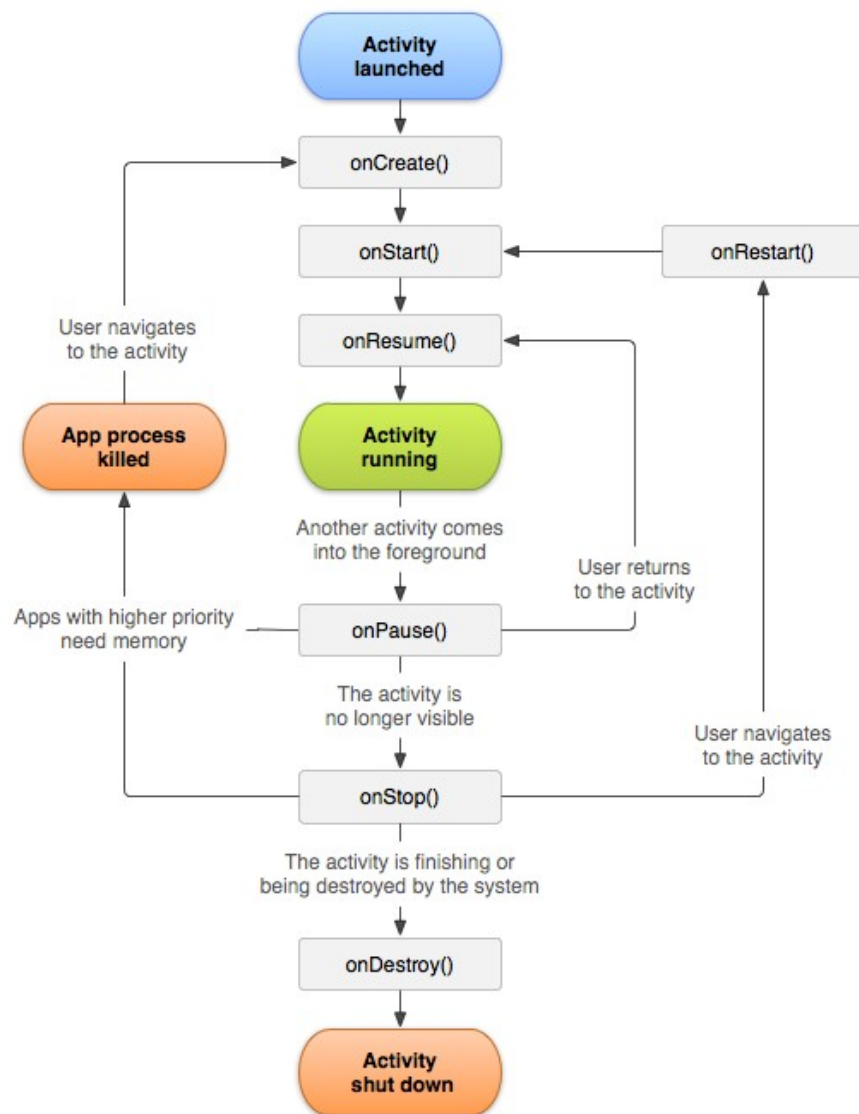 Activity
launched
onCreate()
onStart()
onRestart()
User navigates
to the activity
onResume()
App process
killed
Activity
running
Another activity comes
into the foreground
User returns
to the activity
Apps with higher priority
need memory
onPause()
The activity is
no longer visible
User navigates
to the activity
onStop()
The activity is finishing or
being destroyed by the system
onDestroy()
Activity
shut down